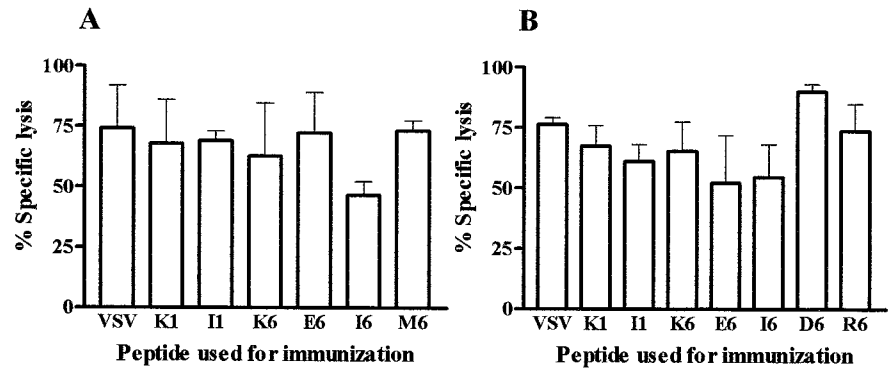 A
% Specific lysis
100
75
50
25
0
VSV K1 I1 K6 E6 I6 M6
Peptide used for immunization
B
% Specific lysis
100
75
50
25
0
VSV K1 I1 K6 E6 I6 D6 R6
Peptide used for immunization